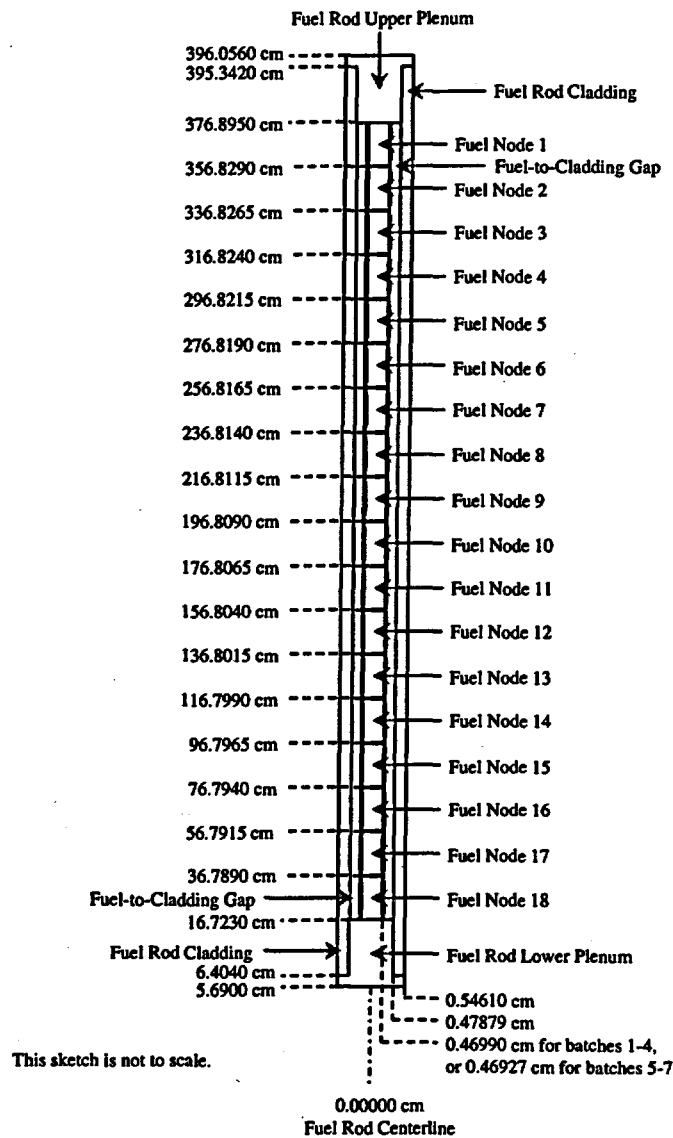 Fuel Rod Upper Plenum
396.0560 cm
395.3420 cm
Fuel Rod Cladding
376.8950 cm
Fuel Node 1
356.8290 cm
Fuel-to-Cladding Gap
Fuel Node 2
336.8265 cm
Fuel Node 3
316.8240 cm
Fuel Node 4
296.8215 cm
Fuel Node 5
276.8190 cm
Fuel Node 6
256.8165 cm
Fuel Node 7
236.8140 cm
Fuel Node 8
216.8115 cm
Fuel Node 9
196.8090 cm
Fuel Node 10
176.8065 cm
Fuel Node 11
156.8040 cm
Fuel Node 12
136.8015 cm
Fuel Node 13
116.7990 cm
Fuel Node 14
96.7965 cm
Fuel Node 15
76.7940 cm
Fuel Node 16
56.7915 cm
Fuel Node 17
36.7890 cm
Fuel-to-Cladding Gap
Fuel Node 18
16.7230 cm
Fuel Rod Cladding
Fuel Rod Lower Plenum
6.4040 cm
5.6900 cm
0.54610 cm
0.47879 cm
0.46990 cm for batches 1-4,
or 0.46927 cm for batches 5-7
This sketch is not to scale.
0.00000 cm
Fuel Rod Centerline